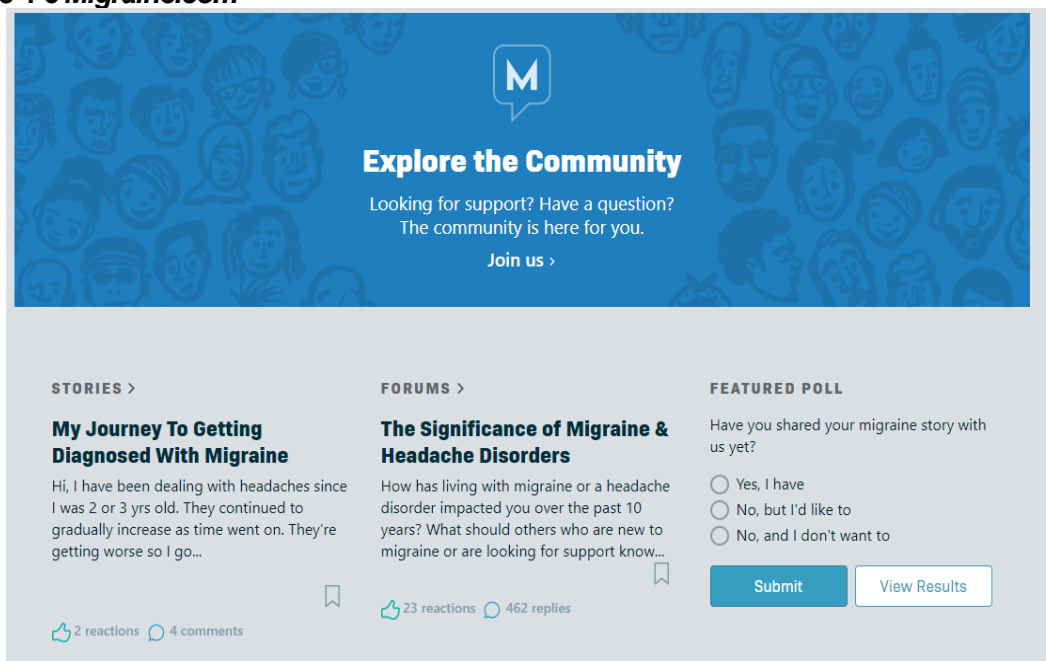 Migraine.com
M
Explore the Community
Looking for support? Have a question?
The community is here for you.
Join us ›
STORIES >
My Journey To Getting
Diagnosed With Migraine
Hi, I have been dealing with headaches since
I was 2 or 3 yrs old. They continued to
gradually increase as time went on. They're
getting worse so I go...
2 reactions 4 comments
FORUMS >
The Significance of Migraine &
Headache Disorders
How has living with migraine or a headache
disorder impacted you over the past 10
years? What should others who are new to
migraine or are looking for support know...
23 reactions 462 replies
FEATURED POLL
Have you shared your migraine story with
us yet?
Yes, I have
No, but I'd like to
No, and I don't want to
Submit View Results